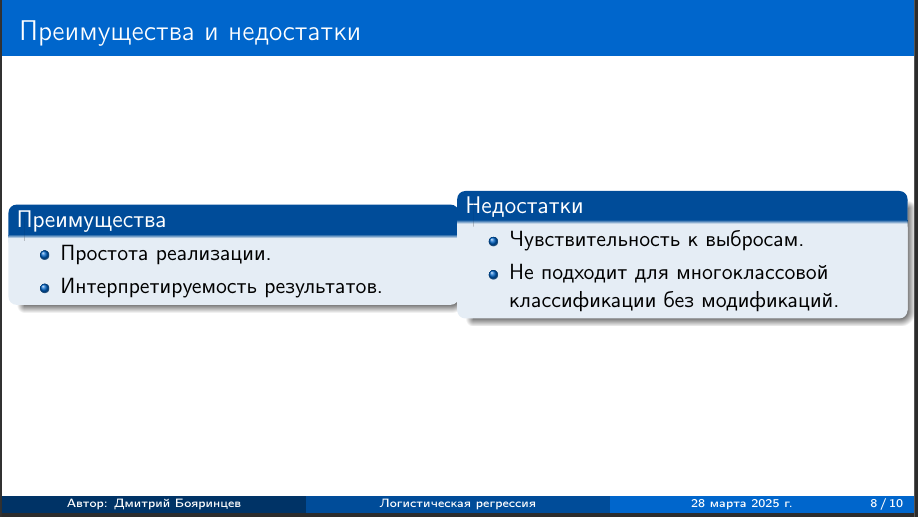 Преимущества и недостатки
Преимущества
Простота реализации.
Интерпретируемость результатов.
Недостатки
Чувствительность к выбросам.
Не подходит для многоклассовой
классификации без модификаций.
Автор: Дмитрий Бояринцев
Логистическая регрессия
28 марта 2025 г.
8 / 10